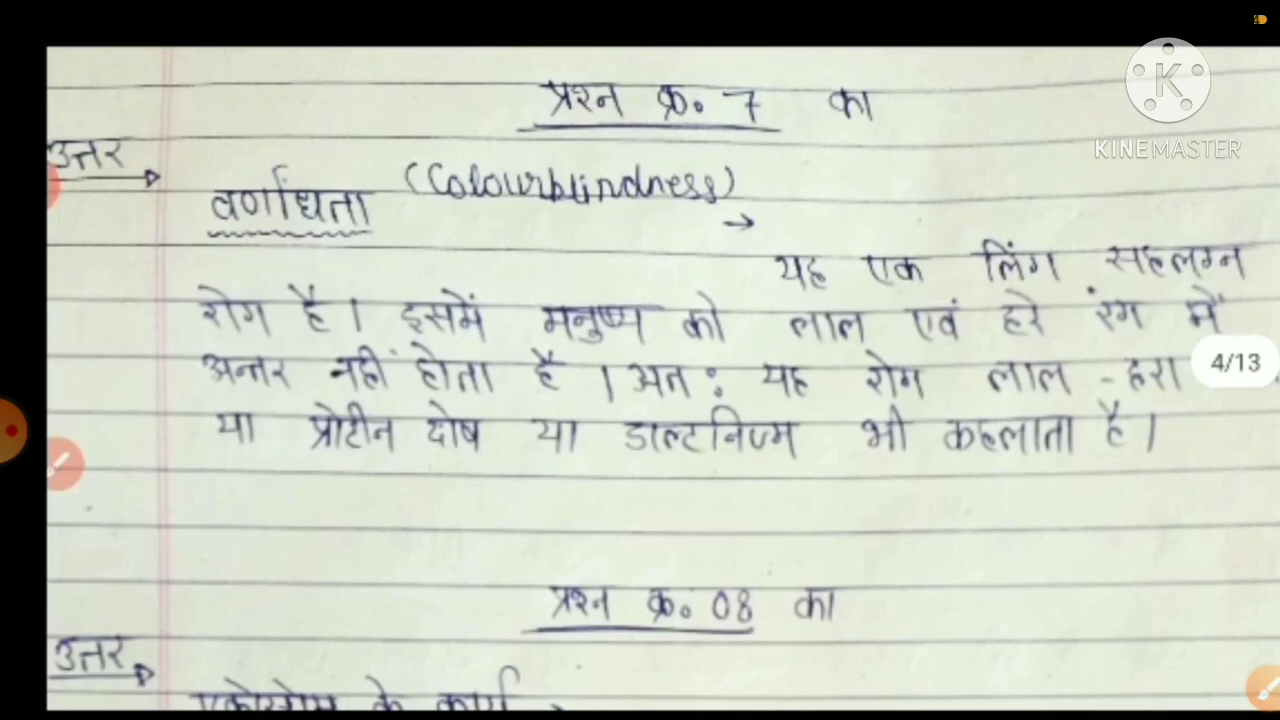 KINEMASTER
प्रश्न क्र. 7 का
उत्तर
वर्णांधता (Colourblindness) →
यह एक लिंग सहलग्न
रोग है। इसमें मनुष्य को लाल एवं हरे रंग में
अन्तर नहीं होता है। अत: यह रोग लाल - हरा
4/13
या प्रोटीन दोष या डाल्टनिज्म भी कहलाता है।
प्रश्न क्र. 08 का
उत्तर
के कार्य